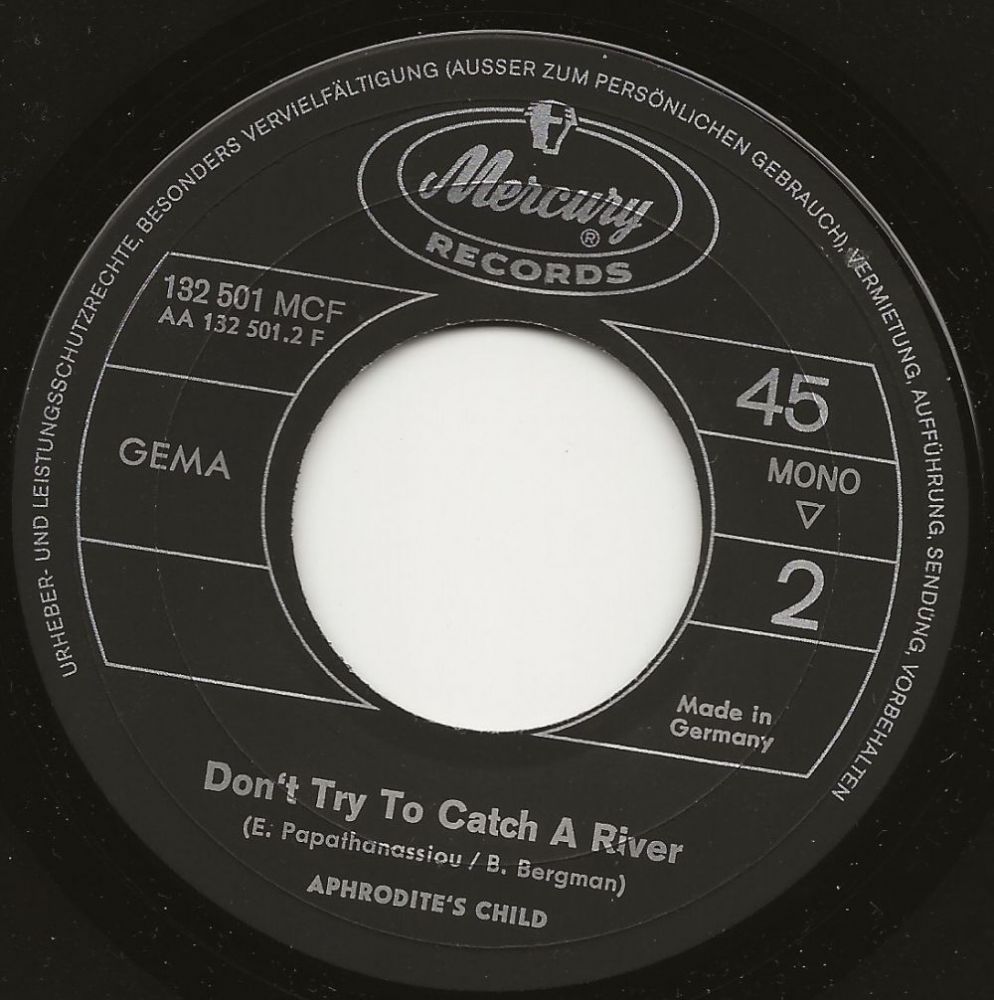 URHEBER- UND LEISTUNGSSCHUTZRECHTE, BESONDERS VERVIELFÄLTIGUNG (AUSSER ZUM PERSÖNLICHEN GEBRAUCH), VERMIETUNG, AUFFÜHRUNG, SENDUNG, VORBEHALTEN
Mercury ®
RECORDS
132 501 MCF
AA 132 501.2 F
GEMA
45
MONO
▽
2
Made in
Germany
Don't Try To Catch A River
(E. Papathanassiou / B. Bergman)
APHRODITE'S CHILD